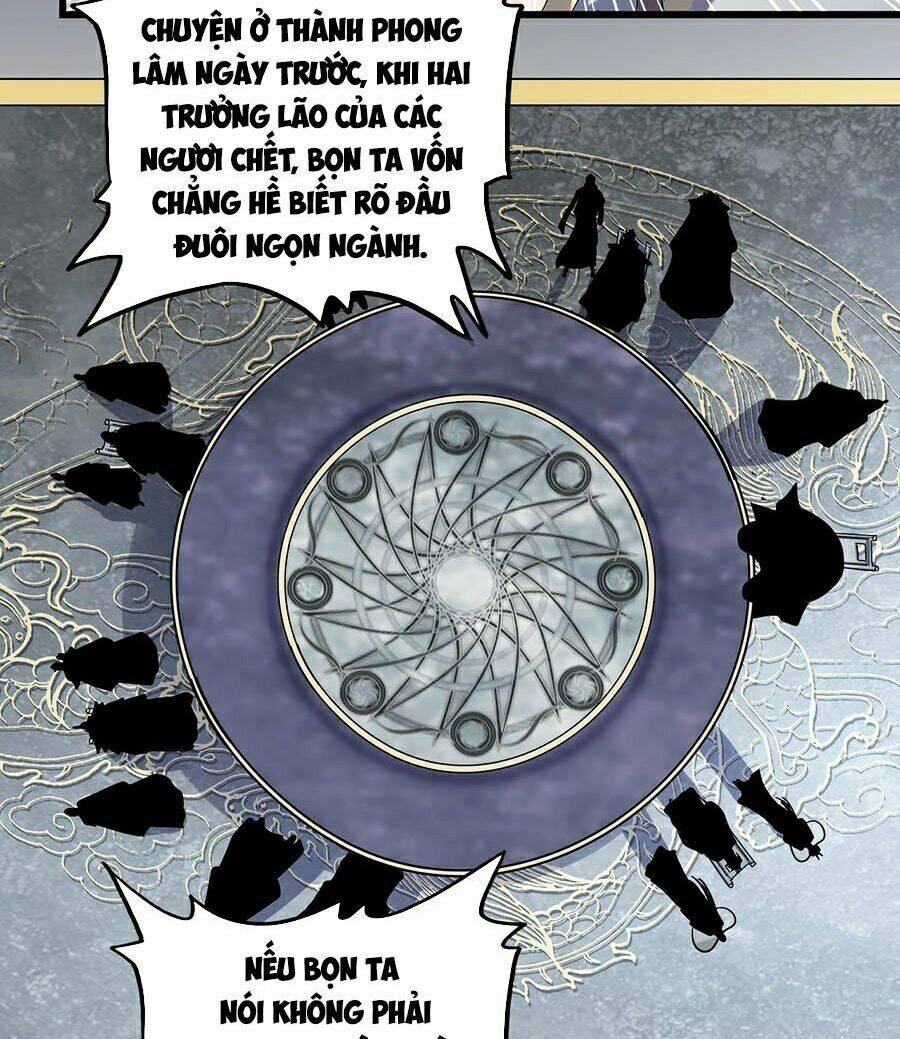 CHUYỆN Ở THÀNH PHONG
LÂM NGÀY TRƯỚC, KHI HAI
TRƯỞNG LÃO CỦA CÁC
NGƯƠI CHẾT, BỌN TA VỐN
CHẲNG HỀ BIẾT RÕ ĐẦU
ĐUÔI NGỌN NGÀNH.
NẾU BỌN TA
NÓI KHÔNG PHẢI